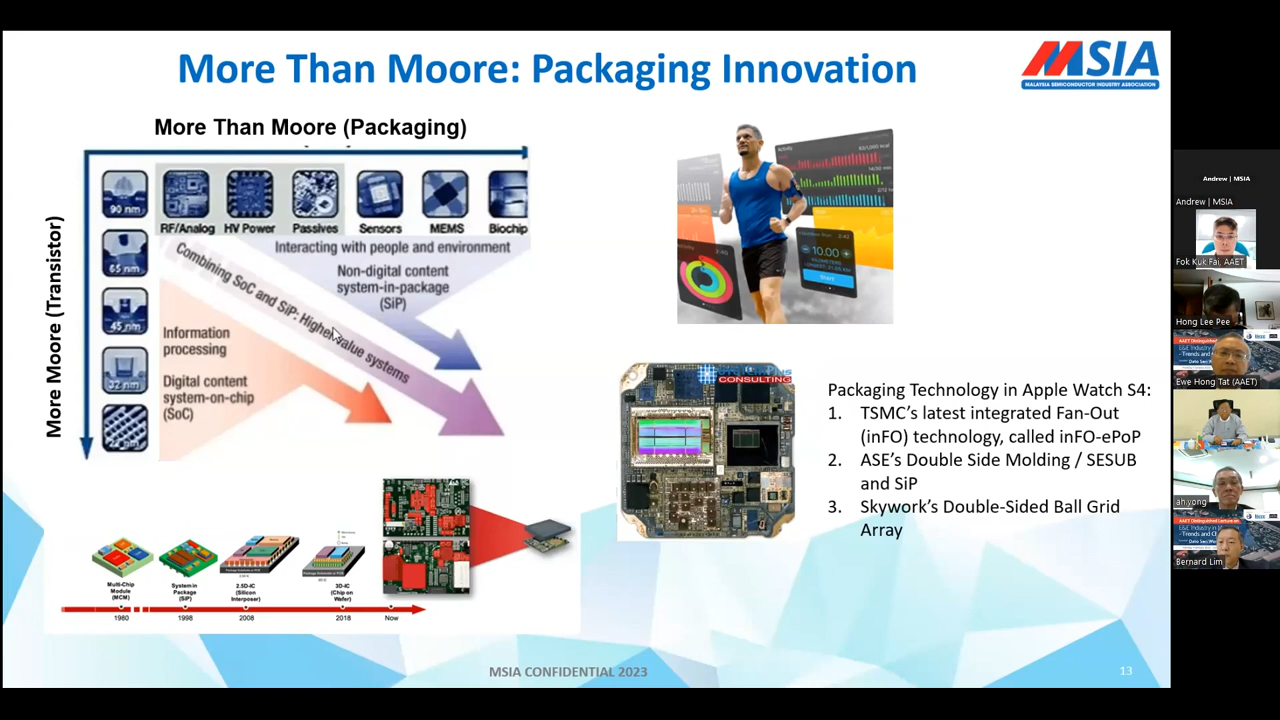 More Than Moore: Packaging Innovation
MSIA
MALAYSIA SEMICONDUCTOR INDUSTRY ASSOCIATION
More Than Moore (Packaging)
More Moore (Transistor)
90 nm
65 nm
45 nm
32 nm
22 nm
RF/Analog
HV Power
Passives
Sensors
MEMS
Biochip
Interacting with people and environment
Non-digital content
system-in-package
(SiP)
Combining SoC and SiP: Higher value systems
Information
processing
Digital content
system-on-chip
(SoC)
10.00
Start
CONSULTING
Packaging Technology in Apple Watch S4:
1. TSMC's latest integrated Fan-Out
(inFO) technology, called inFO-ePoP
2. ASE's Double Side Molding / SESUB
and SiP
3. Skywork's Double-Sided Ball Grid
Array
Multi-Chip
Module
(MCM)
System in
Package
(SiP)
2.5D-IC
(Silicon
Interposer)
3D-IC
(Chip on
Wafer)
1980
1998
2008
2018
Now
MSIA CONFIDENTIAL 2023
13
Andrew | MSIA
Andrew | MSIA
Fok Kuk Fai, AAET
Hong Lee Pee
Ewe Hong Tat (AAET)
ah.yong
Bernard Lim